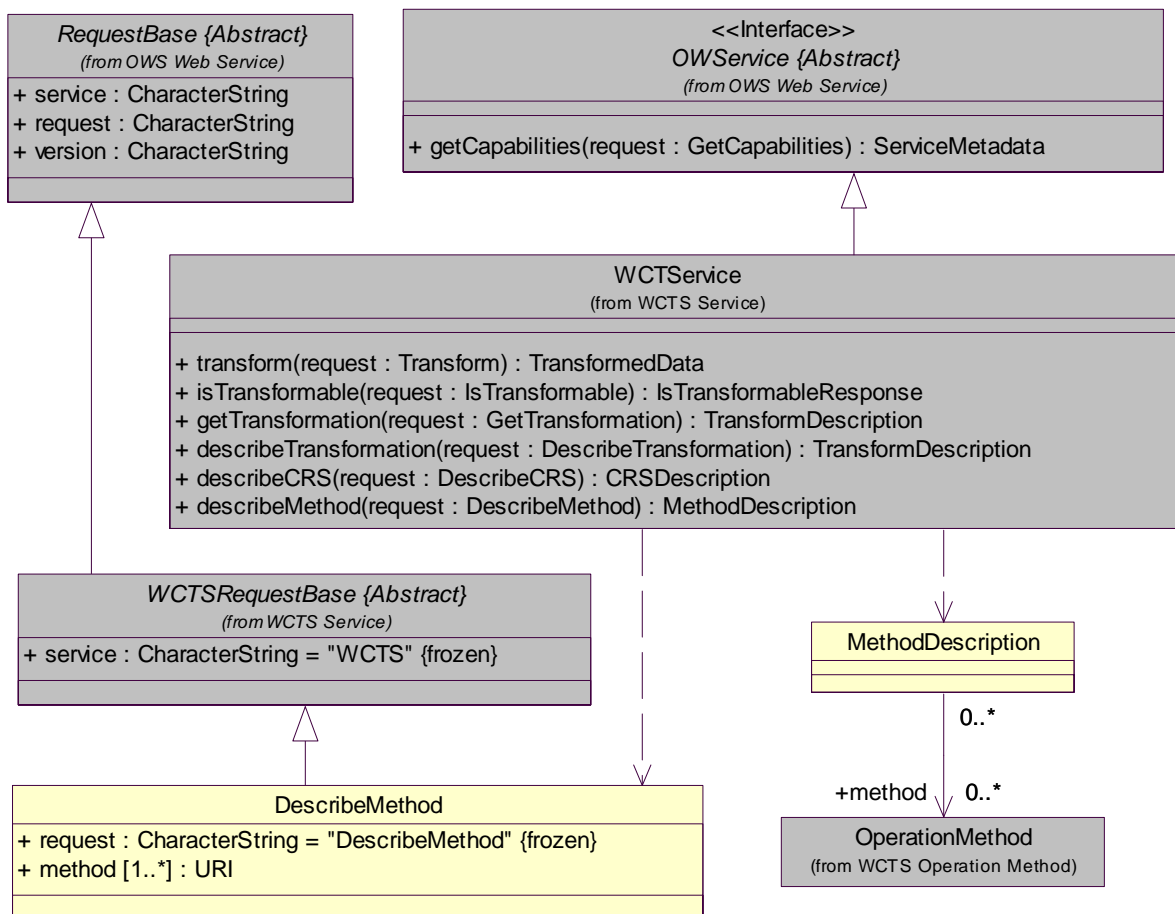 RequestBase {Abstract}
(from OWS Web Service)
+ service : CharacterString
+ request : CharacterString
+ version : CharacterString
<<Interface>>
OWService {Abstract}
(from OWS Web Service)
+ getCapabilities(request : GetCapabilities) : ServiceMetadata
WCTService
(from WCTS Service)
+ transform(request : Transform) : TransformedData
+ isTransformable(request : IsTransformable) : IsTransformableResponse
+ getTransformation(request : GetTransformation) : TransformDescription
+ describeTransformation(request : DescribeTransformation) : TransformDescription
+ describeCRS(request : DescribeCRS) : CRSDescription
+ describeMethod(request : DescribeMethod) : MethodDescription
WCTSRequestBase {Abstract}
(from WCTS Service)
+ service : CharacterString = "WCTS" {frozen}
MethodDescription
0..*
+method 0..*
DescribeMethod
+ request : CharacterString = "DescribeMethod" {frozen}
+ method [1..*] : URI
OperationMethod
(from WCTS Operation Method)